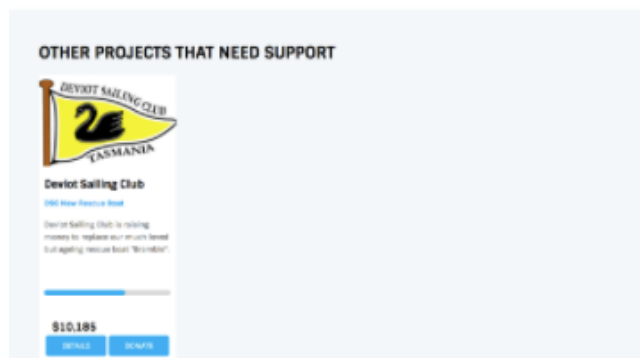 OTHER PROJECTS THAT NEED SUPPORT
DEVIOT SAILING CLUB
TASMANIA
Deviot Sailing Club
DSC New Rescue Boat
Deviot Sailing Club is raising
money to replace our much loved
but ageing rescue boat "Bramble".
$10,185
DETAILS
DONATE